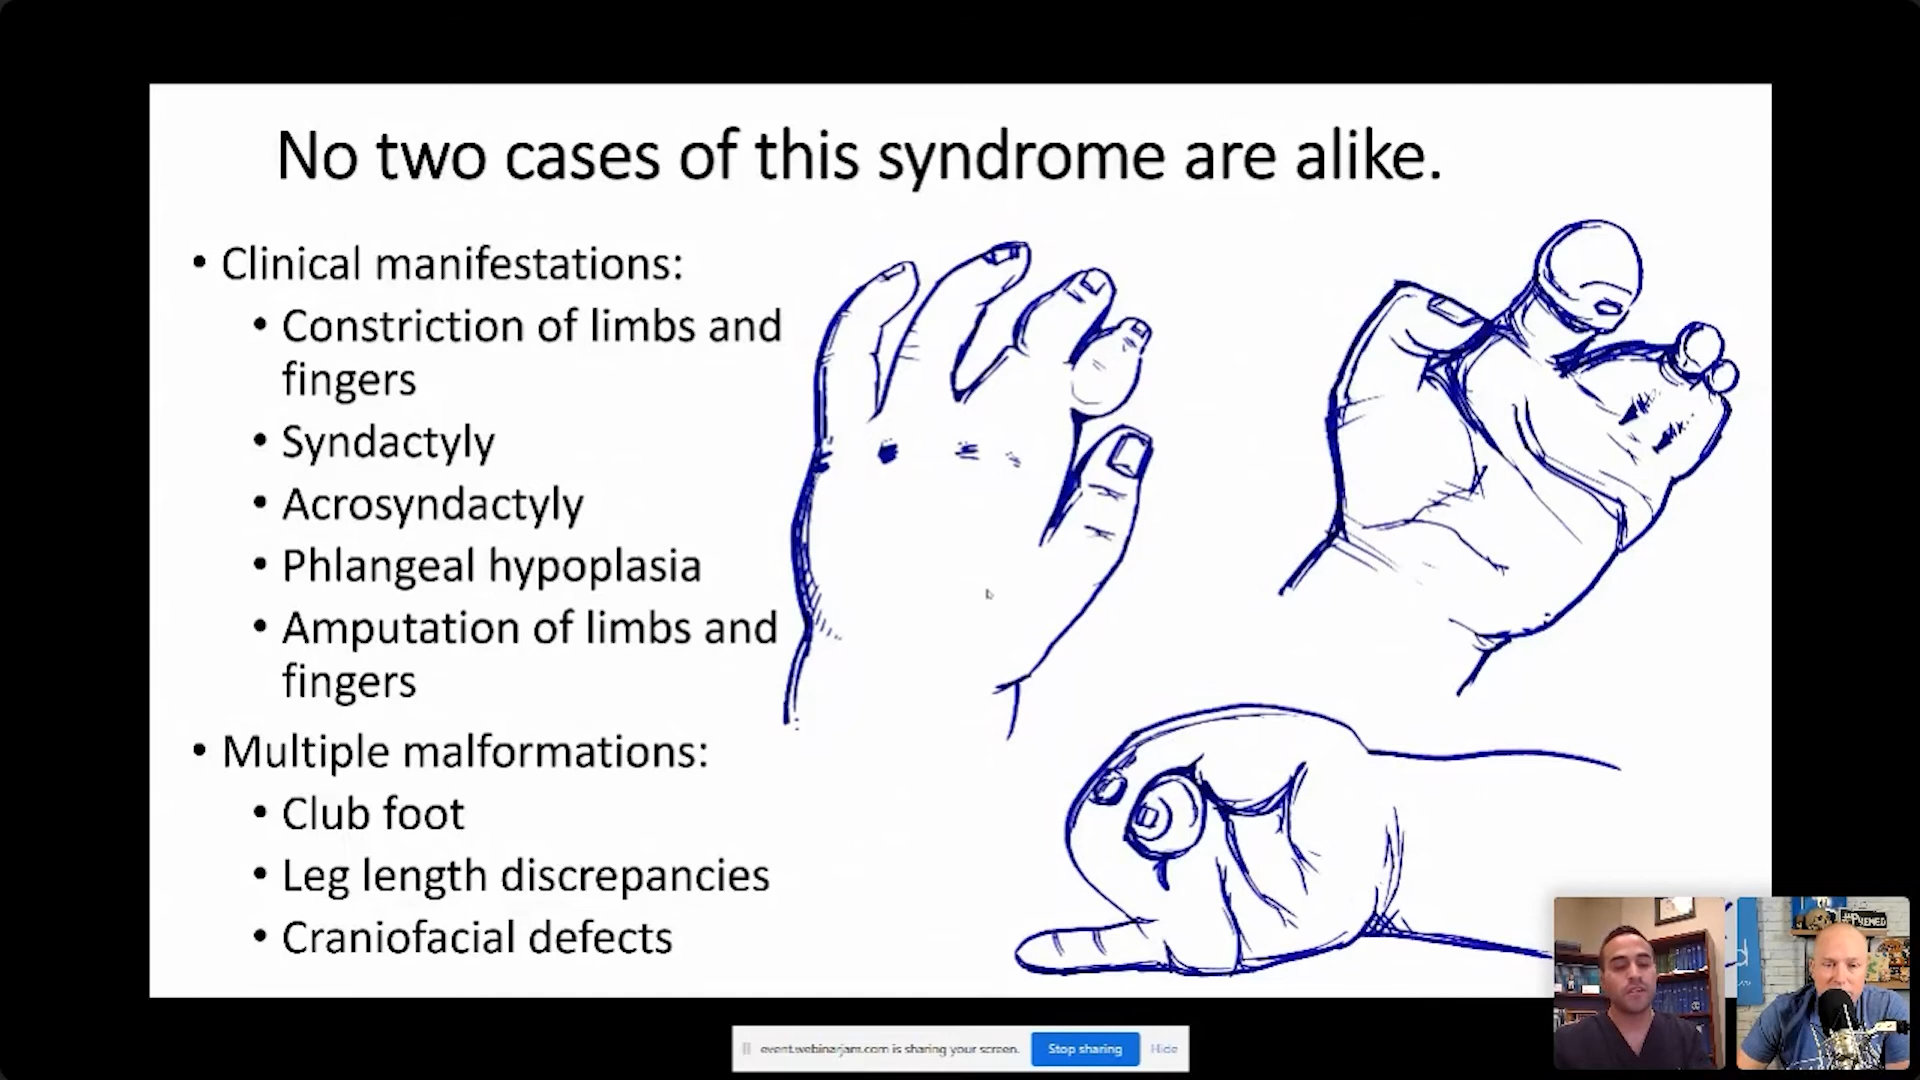 No two cases of this syndrome are alike.
• Clinical manifestations:
• Constriction of limbs and
fingers
• Syndactyly
• Acrosyndactyly
• Phlangeal hypoplasia
• Amputation of limbs and
fingers
• Multiple malformations:
• Club foot
• Leg length discrepancies
• Craniofacial defects
event.webinarjam.com is sharing your screen.
Stop sharing
Hide